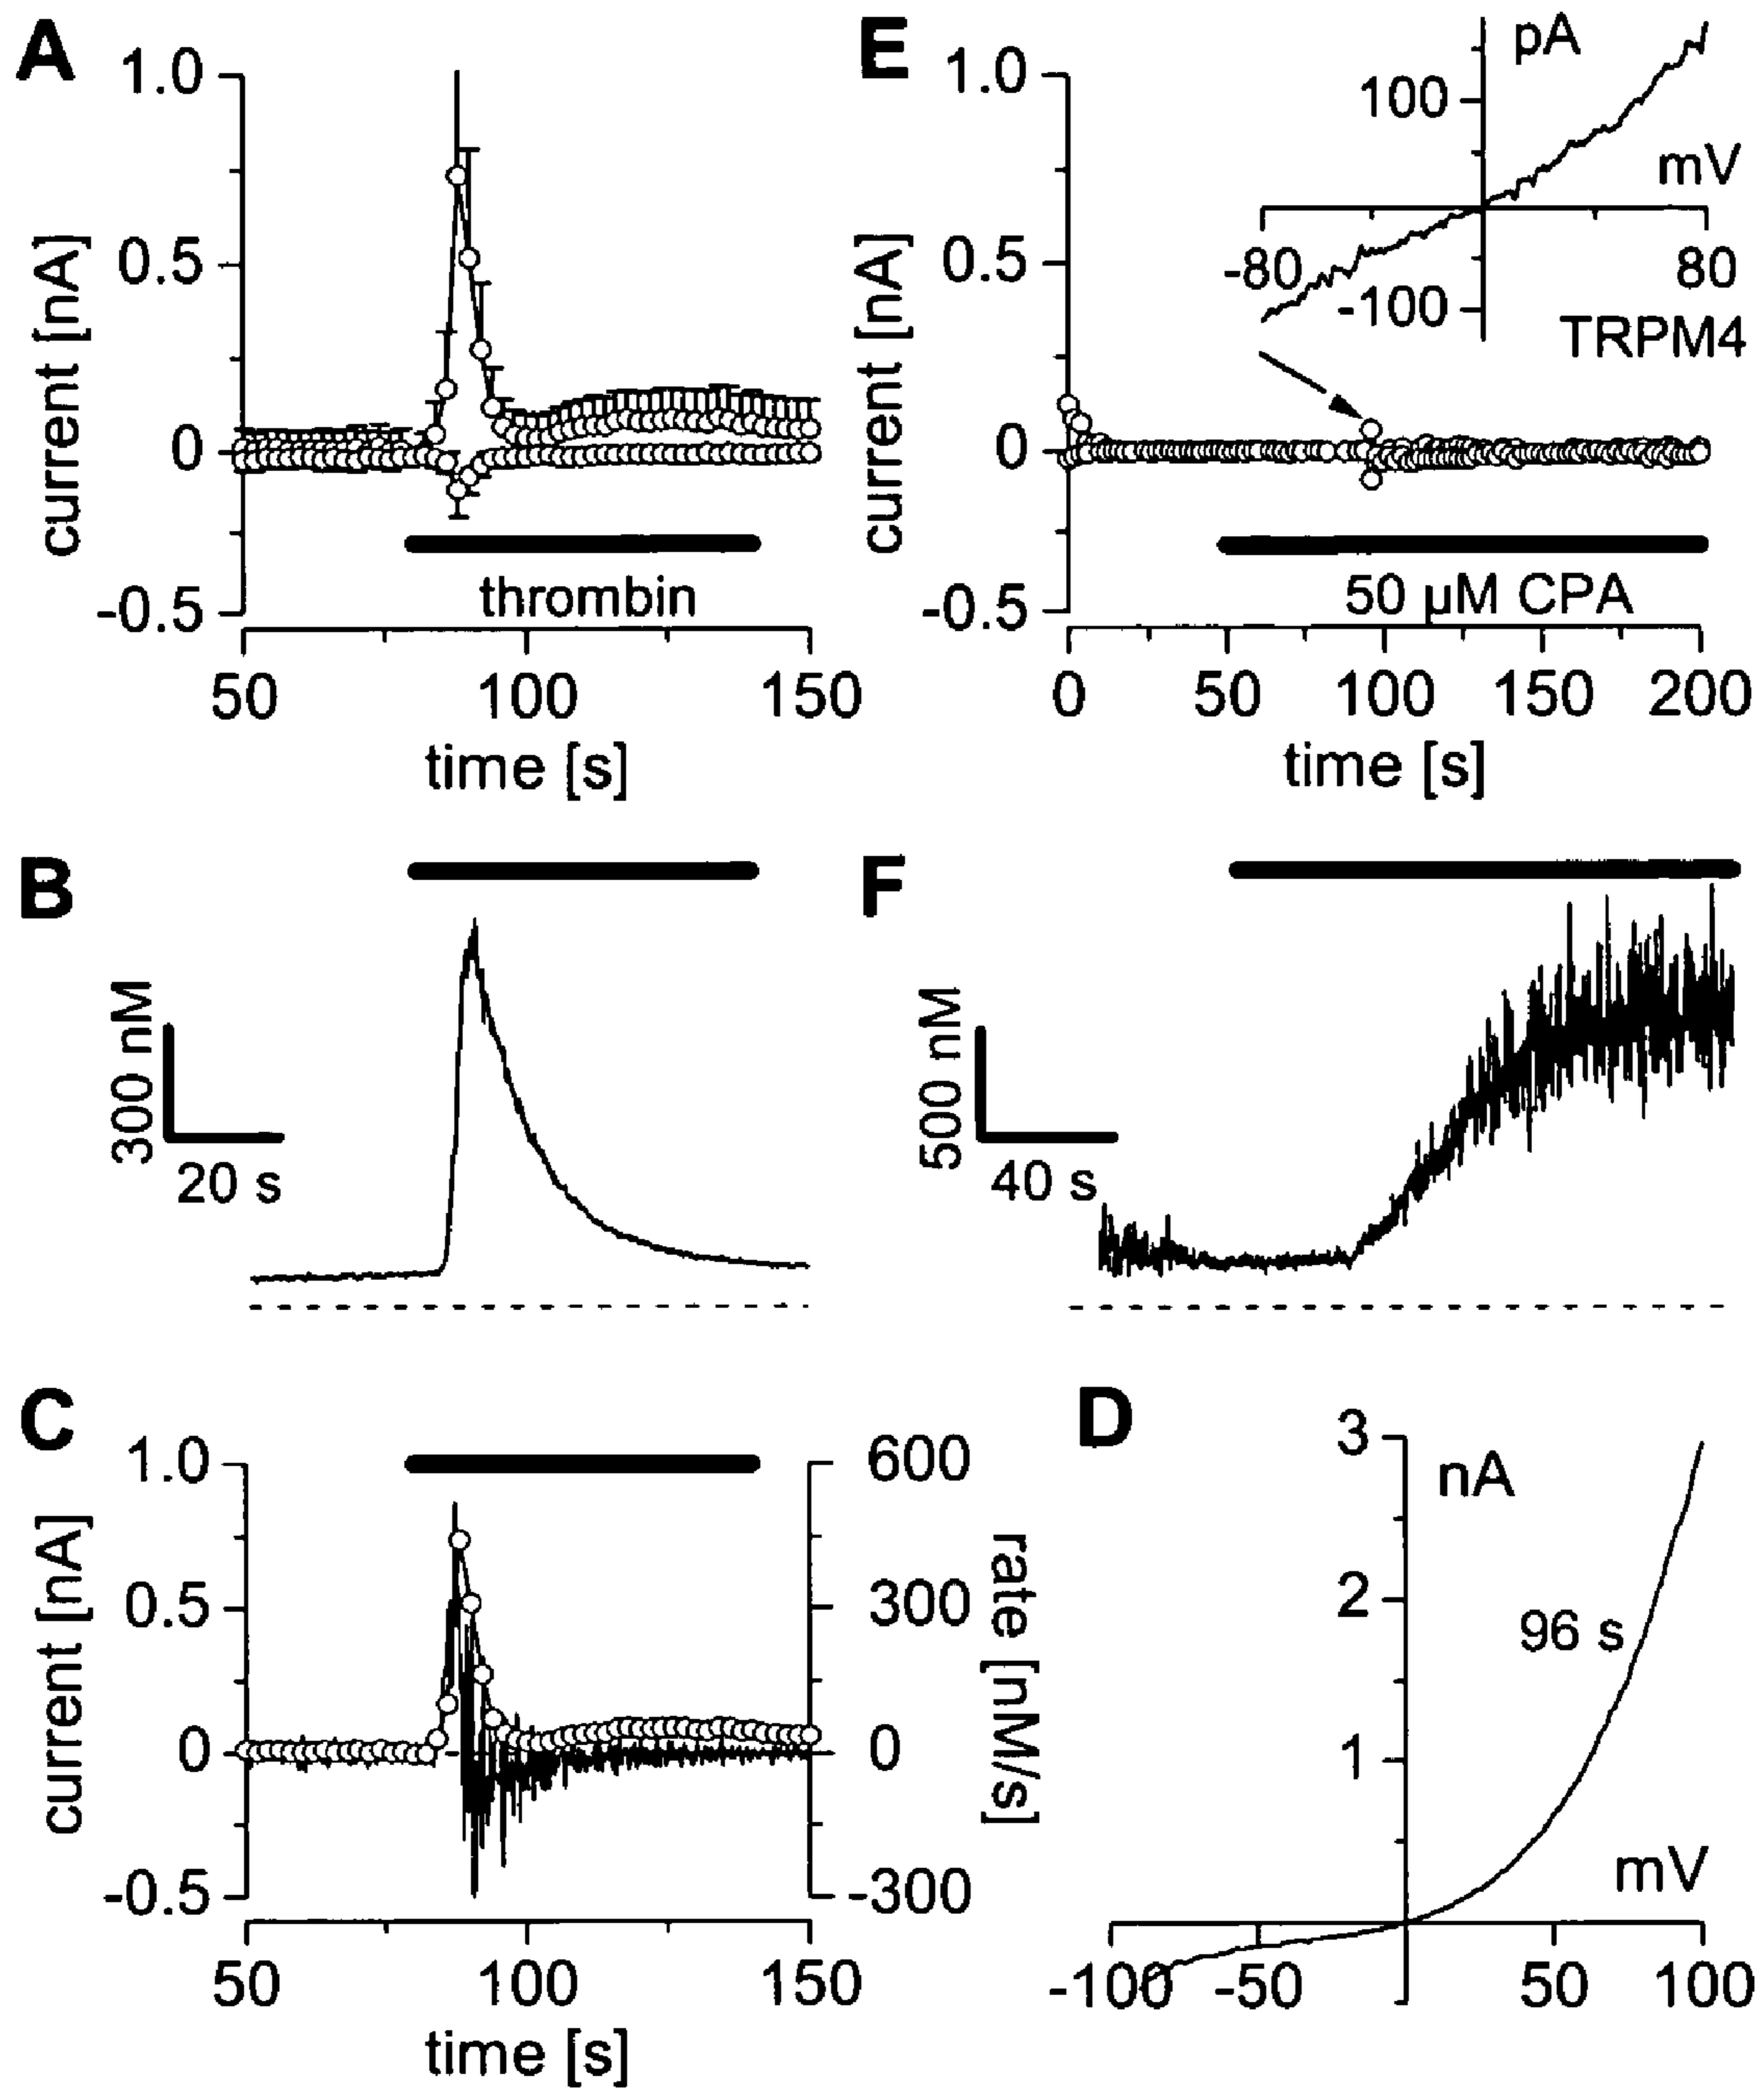 A
1.0
0.5
0
-0.5
current [nA]
thrombin
50 100 150
time [s]
E
1.0
0.5
0
-0.5
current [nA]
pA
100
mV
-80 80
-100
TRPM4
50 µM CPA
0 50 100 150 200
time [s]
B
300 nM
20 s
F
500 nM
40 s
C
1.0
0.5
0
-0.5
current [nA]
600
300
0
-300
rate [nM/s]
50 100 150
time [s]
D
3
nA
2
96 s
1
mV
-100 -50 50 100